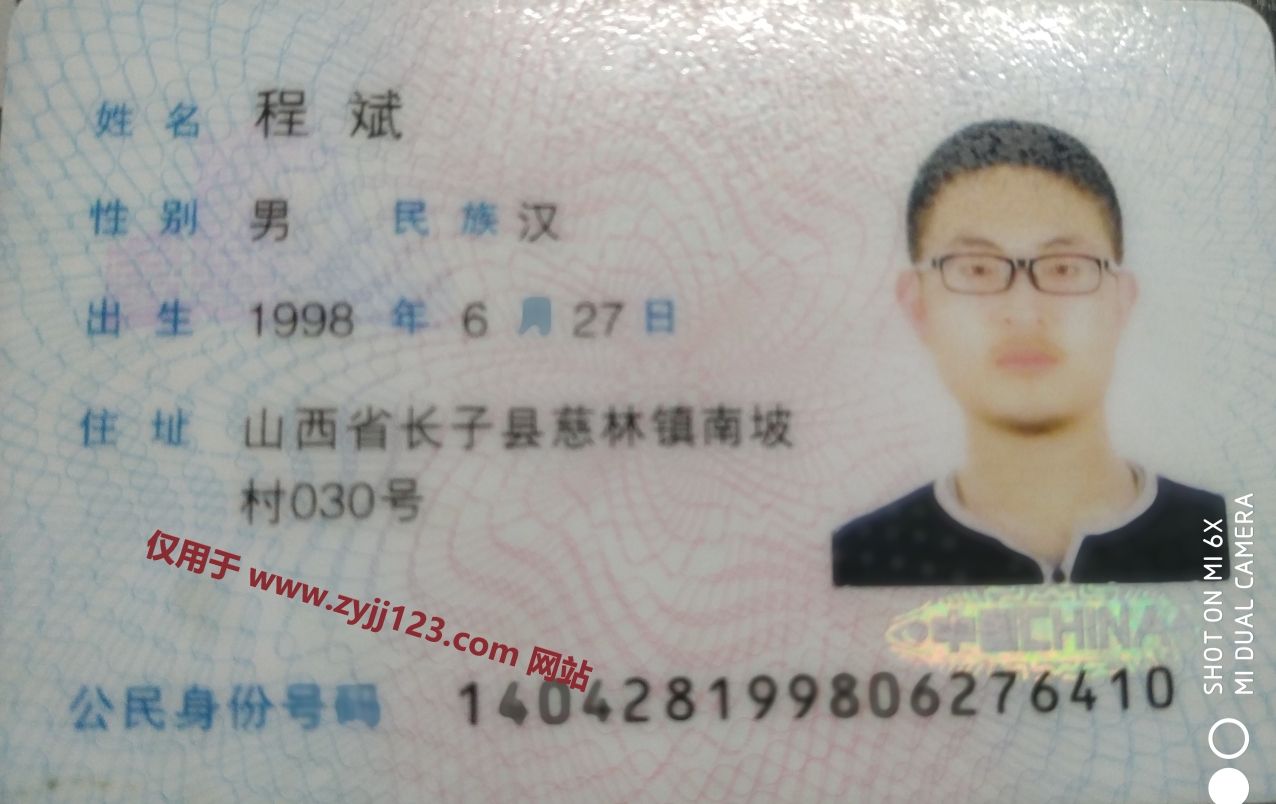 姓名 程斌
性别 男 民族 汉
出生 1998 年 6 月 27 日
住址 山西省长子县慈林镇南坡
村030号
仅用于 www.zyjj123.com 网站
公民身份号码 140428199806276410
中国CHINA
SHOT ON MI 6X
MI DUAL CAMERA